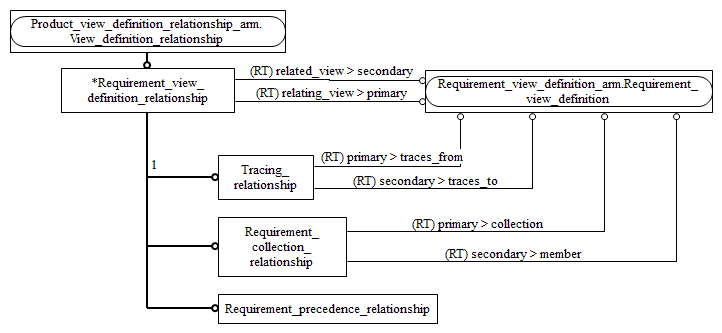 Product_view_definition_relationship_arm.
View_definition_relationship
*Requirement_view_
definition_relationship
(RT) related_view > secondary
(RT) relating_view > primary
Requirement_view_definition_arm.Requirement_
view_definition
1
Tracing_
relationship
(RT) primary > traces_from
(RT) secondary > traces_to
Requirement_
collection_
relationship
(RT) primary > collection
(RT) secondary > member
Requirement_precedence_relationship